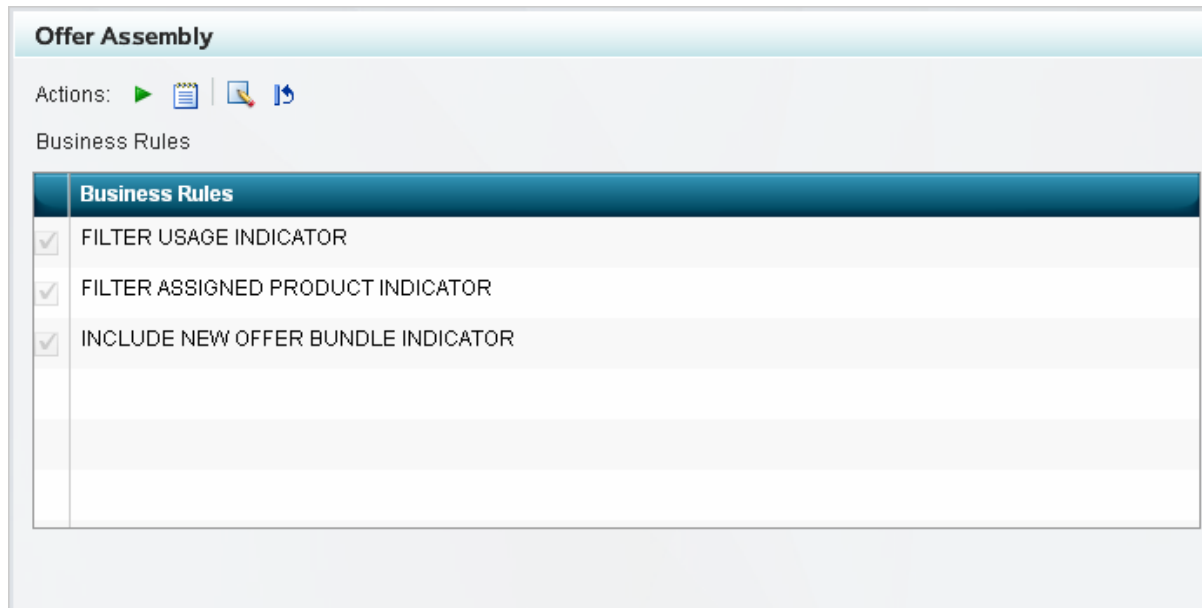 Offer Assembly
Actions:
Business Rules
Business Rules
FILTER USAGE INDICATOR
FILTER ASSIGNED PRODUCT INDICATOR
INCLUDE NEW OFFER BUNDLE INDICATOR